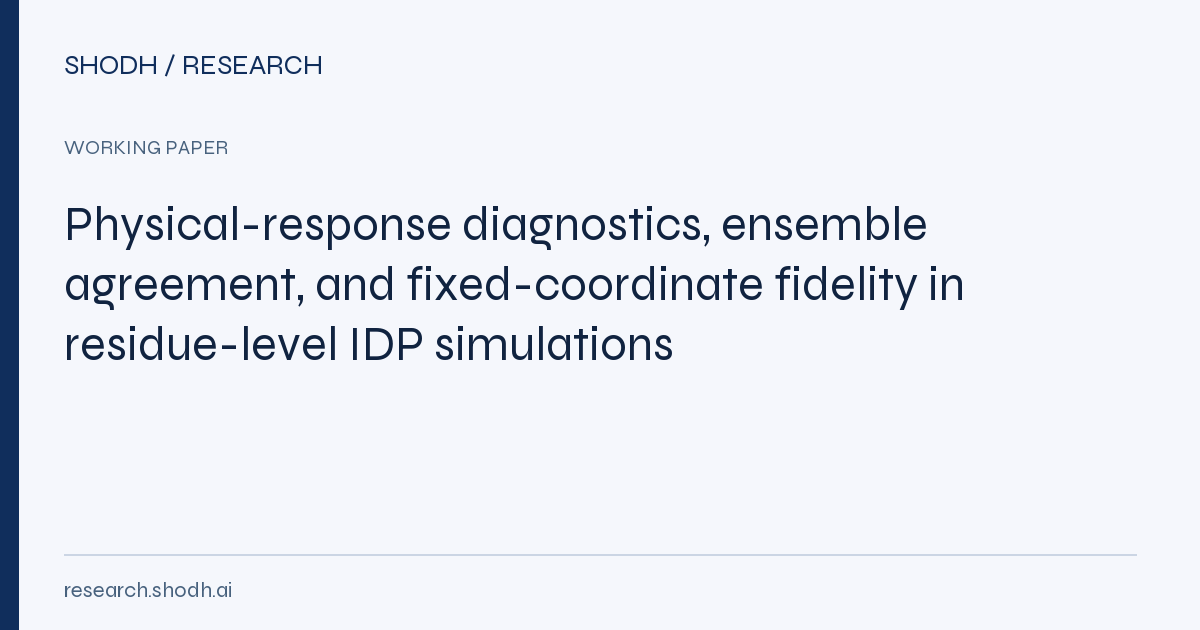 SHODH / RESEARCH
WORKING PAPER
Physical-response diagnostics, ensemble
agreement, and fixed-coordinate fidelity in
residue-level IDP simulations
research.shodh.ai